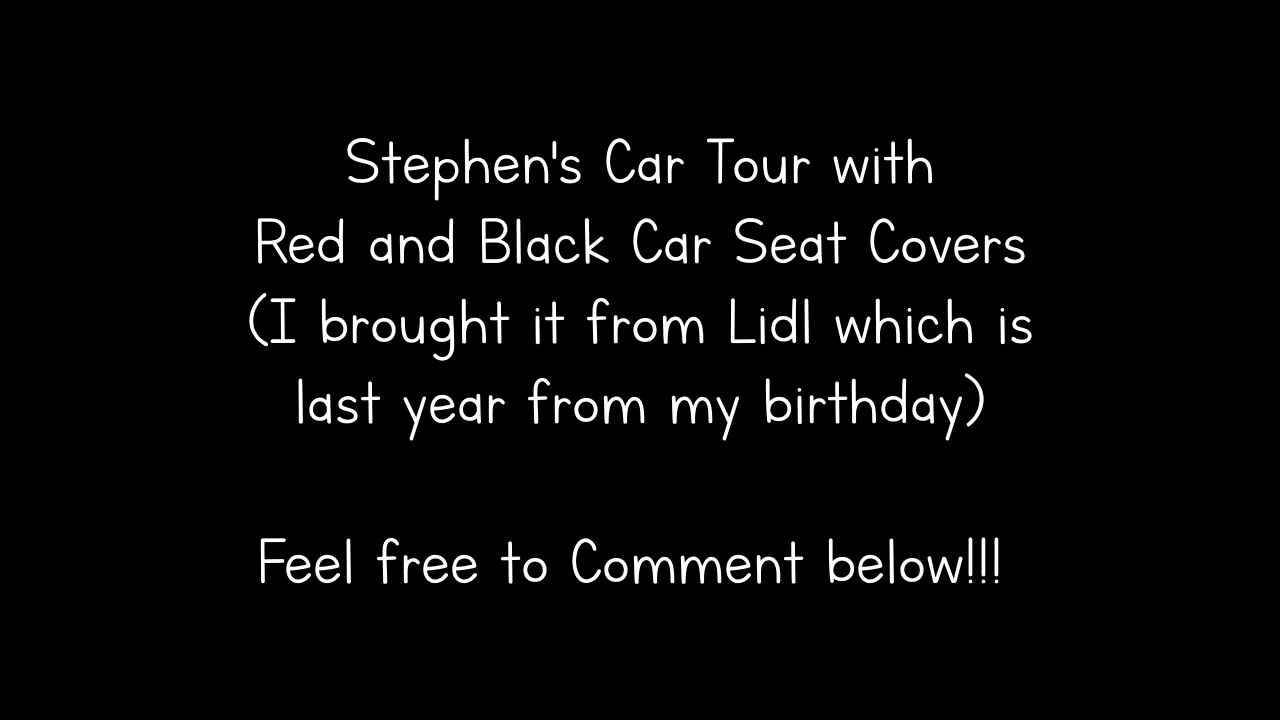 Stephen's Car Tour with
Red and Black Car Seat Covers
(I brought it from Lidl which is
last year from my birthday)
Feel free to Comment below!!!